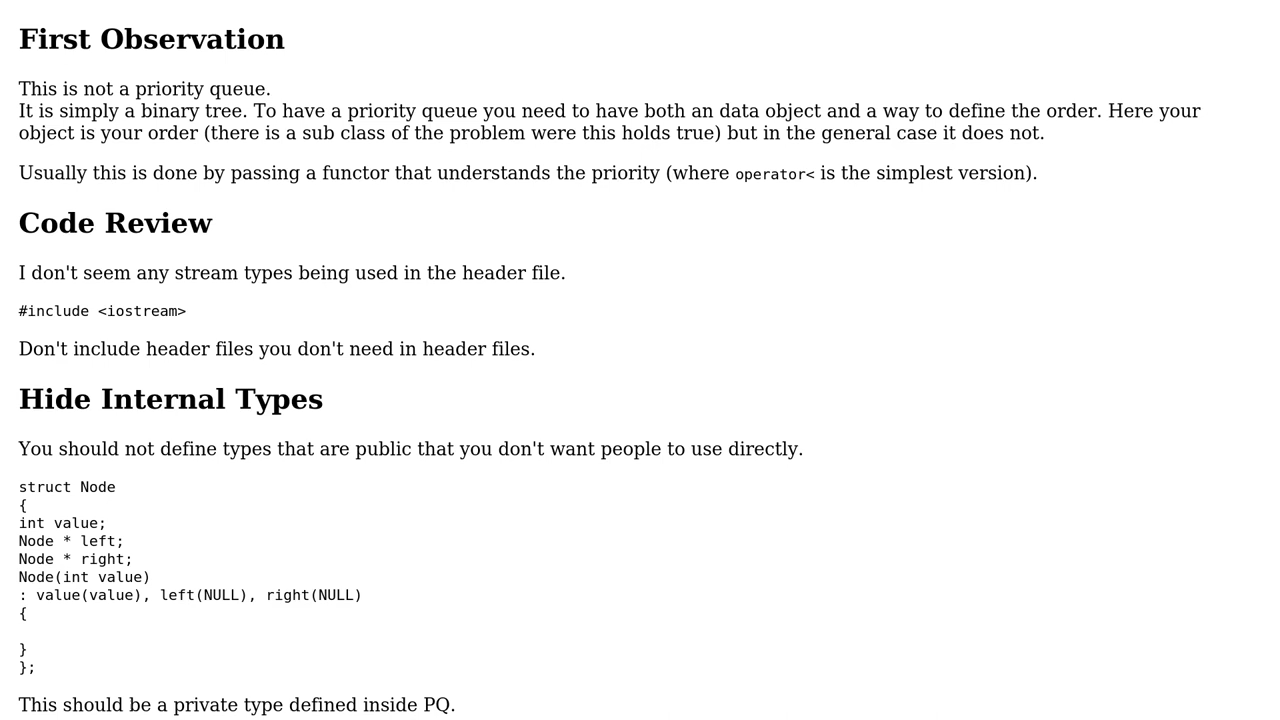 First Observation
This is not a priority queue.
It is simply a binary tree. To have a priority queue you need to have both an data object and a way to define the order. Here your
object is your order (there is a sub class of the problem were this holds true) but in the general case it does not.
Usually this is done by passing a functor that understands the priority (where operator< is the simplest version).
Code Review
I don't seem any stream types being used in the header file.
#include <iostream>
Don't include header files you don't need in header files.
Hide Internal Types
You should not define types that are public that you don't want people to use directly.
struct Node
{
int value;
Node * left;
Node * right;
Node(int value)
: value(value), left(NULL), right(NULL)
{
}
};
This should be a private type defined inside PQ.